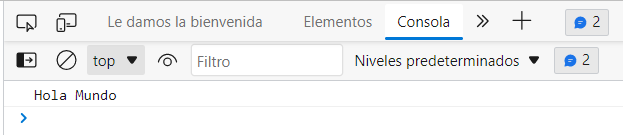 Le damos la bienvenida Elementos Consola 2
top Filtro Niveles predeterminados 2
Hola Mundo